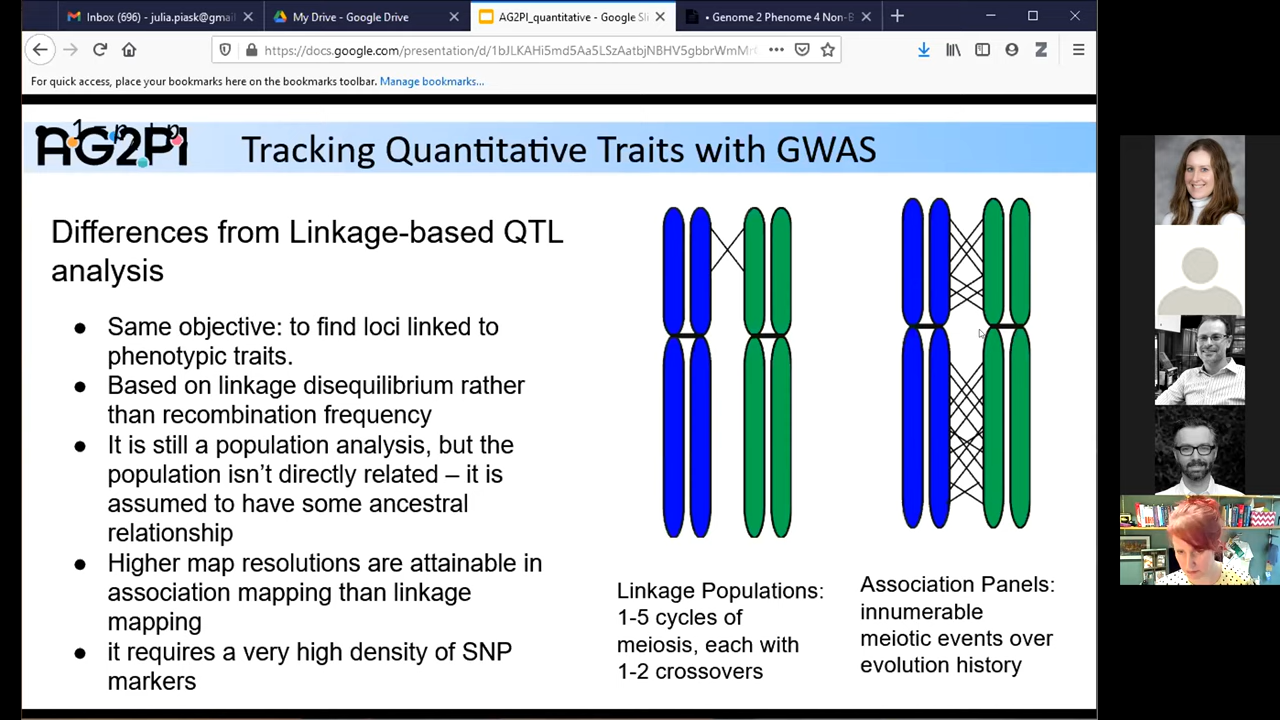 Inbox (696) - julia.piask@gmai
My Drive - Google Drive
AG2PI_quantitative - Google Sli
• Genome 2 Phenome 4 Non-B
https://docs.google.com/presentation/d/
For quick access, place your bookmarks here on the bookmarks toolbar. Manage bookmarks...
AG2PI
Tracking Quantitative Traits with GWAS
Differences from Linkage-based QTL
analysis
● Same objective: to find loci linked to
phenotypic traits.
● Based on linkage disequilibrium rather
than recombination frequency
● It is still a population analysis, but the
population isn't directly related – it is
assumed to have some ancestral
relationship
● Higher map resolutions are attainable in
association mapping than linkage
mapping
● it requires a very high density of SNP
markers
Linkage Populations:
1-5 cycles of
meiosis, each with
1-2 crossovers
Association Panels:
innumerable
meiotic events over
evolution history